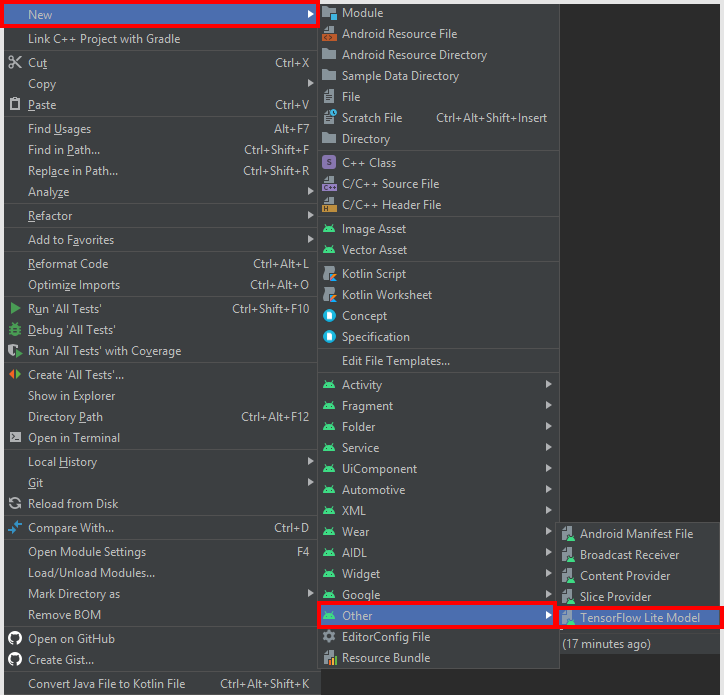 New
Link C++ Project with Gradle
Cut Ctrl+X
Copy
Paste Ctrl+V
Find Usages Alt+F7
Find in Path... Ctrl+Shift+F
Replace in Path... Ctrl+Shift+R
Analyze
Refactor
Add to Favorites
Reformat Code Ctrl+Alt+L
Optimize Imports Ctrl+Alt+O
Run 'All Tests' Ctrl+Shift+F10
Debug 'All Tests'
Run 'All Tests' with Coverage
Create 'All Tests'...
Show in Explorer
Directory Path Ctrl+Alt+F12
Open in Terminal
Local History
Git
Reload from Disk
Compare With... Ctrl+D
Open Module Settings F4
Load/Unload Modules...
Mark Directory as
Remove BOM
Open on GitHub
Create Gist...
Convert Java File to Kotlin File Ctrl+Alt+Shift+K
Module
Android Resource File
Android Resource Directory
Sample Data Directory
File
Scratch File Ctrl+Alt+Shift+Insert
Directory
S C++ Class
C++ C/C++ Source File
H C/C++ Header File
Image Asset
Vector Asset
Kotlin Script
Kotlin Worksheet
Concept
Specification
Edit File Templates...
Activity
Fragment
Folder
Service
UiComponent
Automotive
XML
Wear
AIDL
Widget
Google
Other
EditorConfig File
Resource Bundle
Android Manifest File
Broadcast Receiver
Content Provider
Slice Provider
TensorFlow Lite Model
(17 minutes ago)